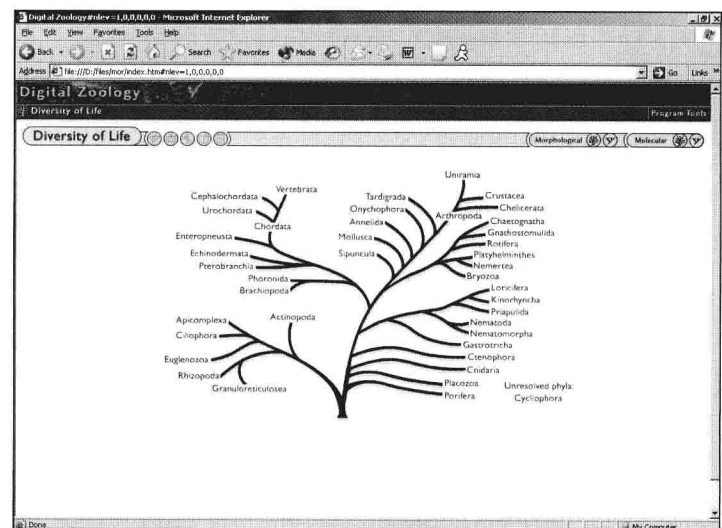 Digital Zoology#nlev=1,0,0,0,0,0 - Microsoft Internet Explorer
File Edit View Favorites Tools Help
Back Search Favorites Media
Address file:///D:/files/mor/index.htm#nlev=1,0,0,0,0,0 Go Links »
Digital Zoology
Diversity of Life Program Tools
Diversity of Life Morphological Molecular
Uniramia
Vertebrata
Cephalochordata
Urochordata
Chordata
Enteropneusta
Echinodermata
Pterobranchia
Phoronida
Brachiopoda
Tardigrada
Onychophora
Annelida
Mollusca
Sipuncula
Crustacea
Chelicerata
Arthropoda
Chaetognatha
Gnathostomulida
Rotifera
Platyhelminthes
Nemertea
Bryozoa
Loricifera
Kinorhyncha
Priapulida
Nematoda
Nematomorpha
Gastrotricha
Ctenophora
Cnidaria
Placozoa
Porifera
Actinopoda
Apicomplexa
Ciliophora
Euglenozoa
Rhizopoda
Granuloreticulosea
Unresolved phyla:
Cycliophora
Done My Computer